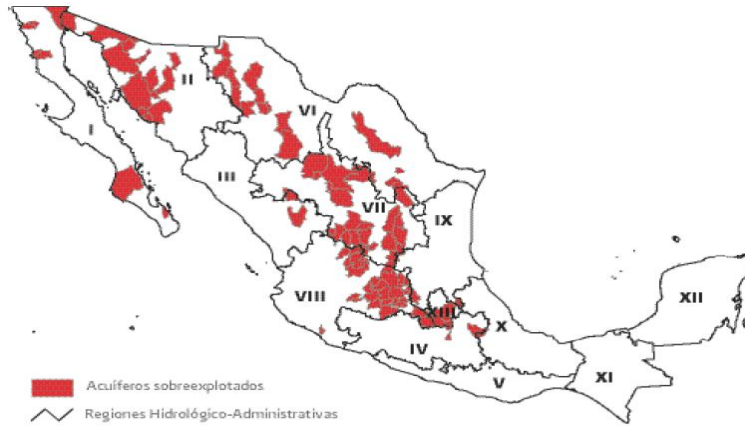 II
VI
I
III
VII
IX
VIII
XII
XIII
X
IV
V
XI
Acuíferos sobreexplotados
Regiones Hidrológico-Administrativas